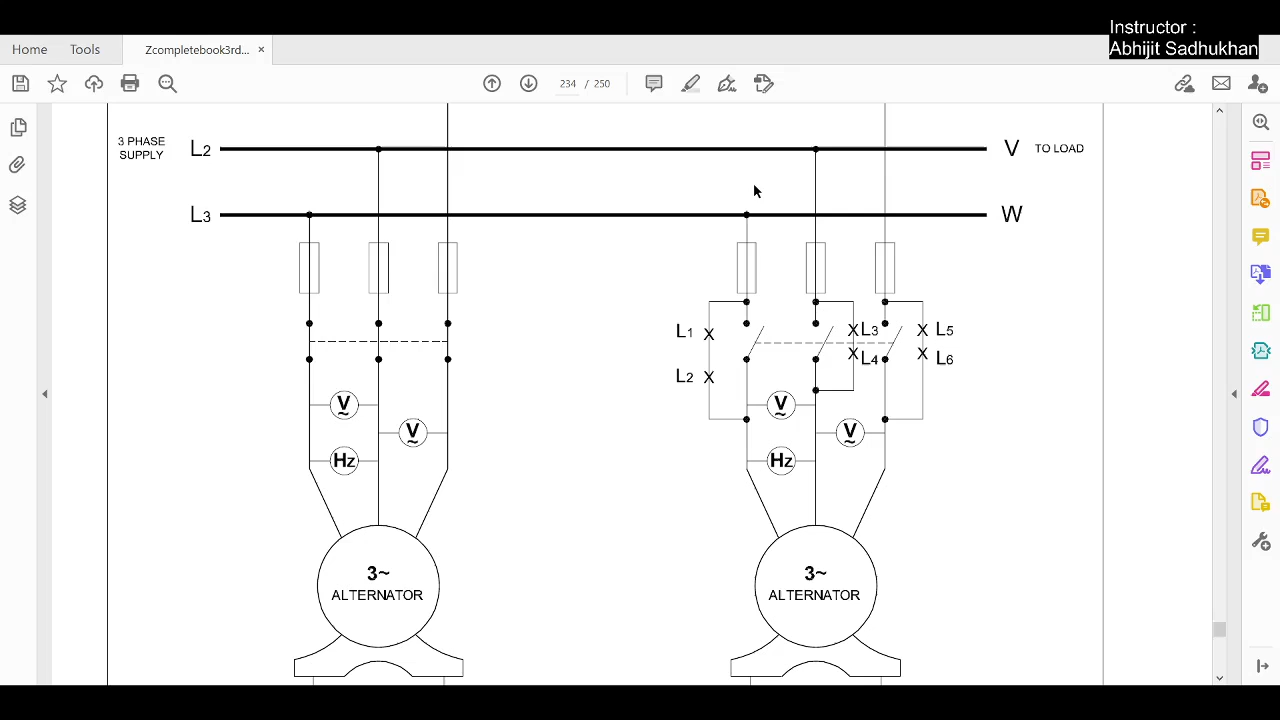 Instructor :
Abhijit Sadhukhan
Home Tools Zcompletebook3rd... ×
234 / 250
3 PHASE
SUPPLY
L2 V TO LOAD
L3 W
L1 L3 L5
L2 L4 L6
V V
V V
Hz Hz
3~ 3~
ALTERNATOR ALTERNATOR